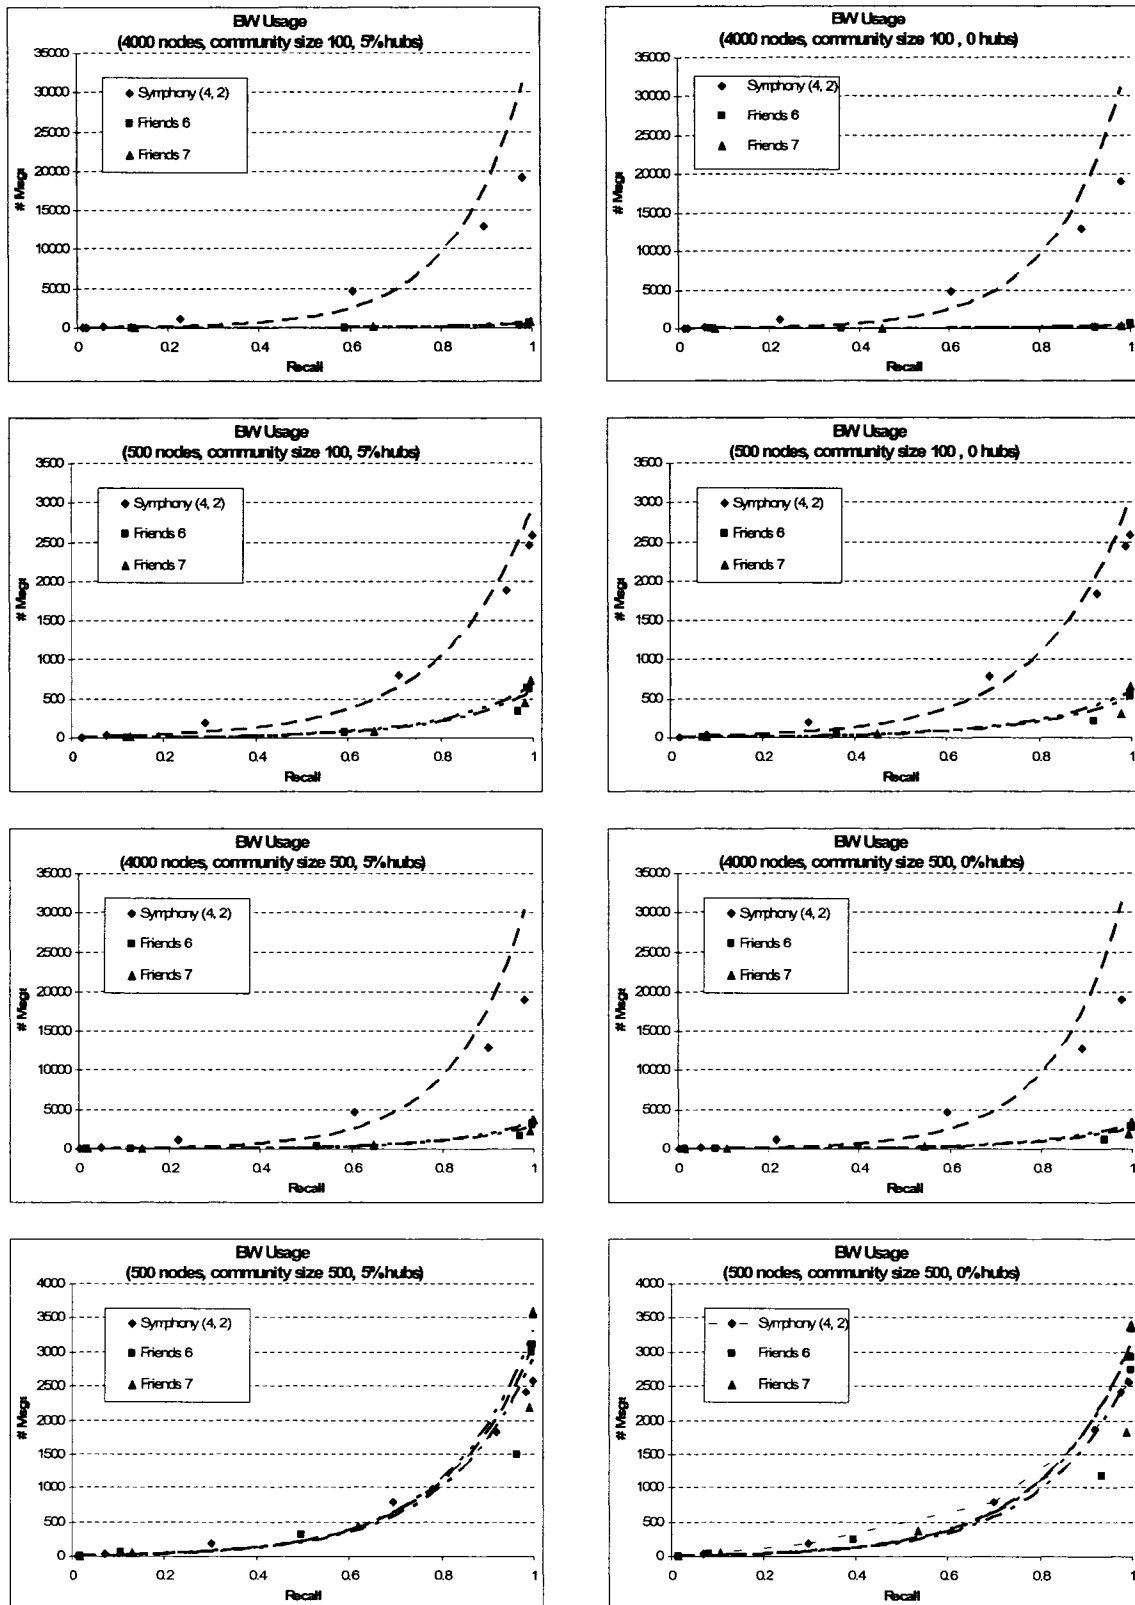 BW Usage
(4000 nodes, community size 100, 5% hubs)
35000
30000
25000
20000
15000
10000
5000
0
# Msgs
Symphony (4, 2)
Friends 6
Friends 7
0 0.2 0.4 0.6 0.8 1
Recall
BW Usage
(4000 nodes, community size 100 , 0 hubs)
35000
30000
25000
20000
15000
10000
5000
0
# Msgs
Symphony (4, 2)
Friends 6
Friends 7
0 0.2 0.4 0.6 0.8 1
Recall
BW Usage
(500 nodes, community size 100, 5% hubs)
3500
3000
2500
2000
1500
1000
500
0
# Msgs
Symphony (4, 2)
Friends 6
Friends 7
0 0.2 0.4 0.6 0.8 1
Recall
BW Usage
(500 nodes, community size 100 , 0 hubs)
3500
3000
2500
2000
1500
1000
500
0
# Msgs
Symphony (4, 2)
Friends 6
Friends 7
0 0.2 0.4 0.6 0.8 1
Recall
BW Usage
(4000 nodes, community size 500, 5% hubs)
35000
30000
25000
20000
15000
10000
5000
0
# Msgs
Symphony (4, 2)
Friends 6
Friends 7
0 0.2 0.4 0.6 0.8 1
Recall
BW Usage
(4000 nodes, community size 500, 0% hubs)
35000
30000
25000
20000
15000
10000
5000
0
# Msgs
Symphony (4, 2)
Friends 6
Friends 7
0 0.2 0.4 0.6 0.8 1
Recall
BW Usage
(500 nodes, community size 500, 5% hubs)
4000
3500
3000
2500
2000
1500
1000
500
0
# Msgs
Symphony (4, 2)
Friends 6
Friends 7
0 0.2 0.4 0.6 0.8 1
Recall
BW Usage
(500 nodes, community size 500, 0% hubs)
4000
3500
3000
2500
2000
1500
1000
500
0
# Msgs
Symphony (4, 2)
Friends 6
Friends 7
0 0.2 0.4 0.6 0.8 1
Recall